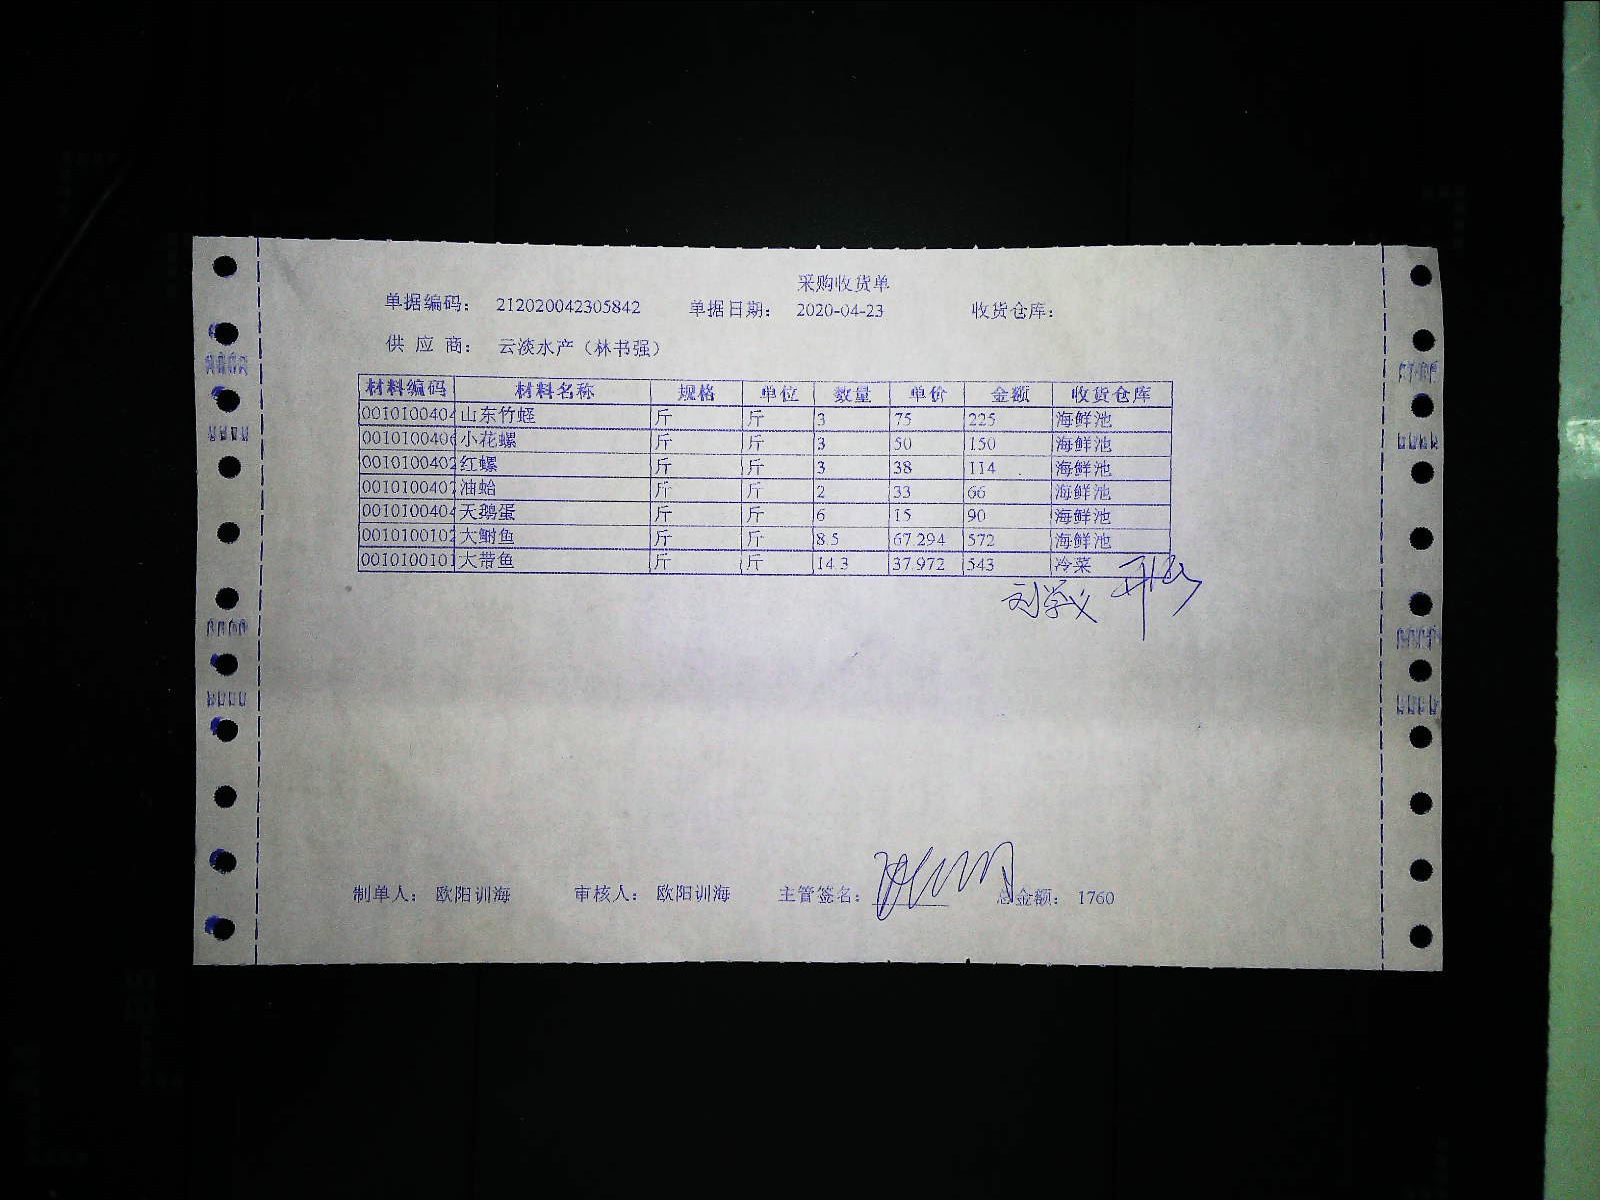 采购收货单
单据编码： 212020042305842 单据日期： 2020-04-23 收货仓库：
供 应 商： 云淡水产（林书强）
材料编码 材料名称 规格 单位 数量 单价 金额 收货仓库
0010100404 山东竹蛏 斤 斤 3 75 225 海鲜池
0010100406 小花螺 斤 斤 3 50 150 海鲜池
0010100402 红螺 斤 斤 3 38 114 海鲜池
0010100407 油蛤 斤 斤 2 33 66 海鲜池
0010100404 天鹅蛋 斤 斤 6 15 90 海鲜池
0010100102 大鲋鱼 斤 斤 8.5 67.294 572 海鲜池
0010100101 大带鱼 斤 斤 14.3 37.972 543 冷菜
刘学义
制单人： 欧阳训海 审核人： 欧阳训海 主管签名： 总金额： 1760